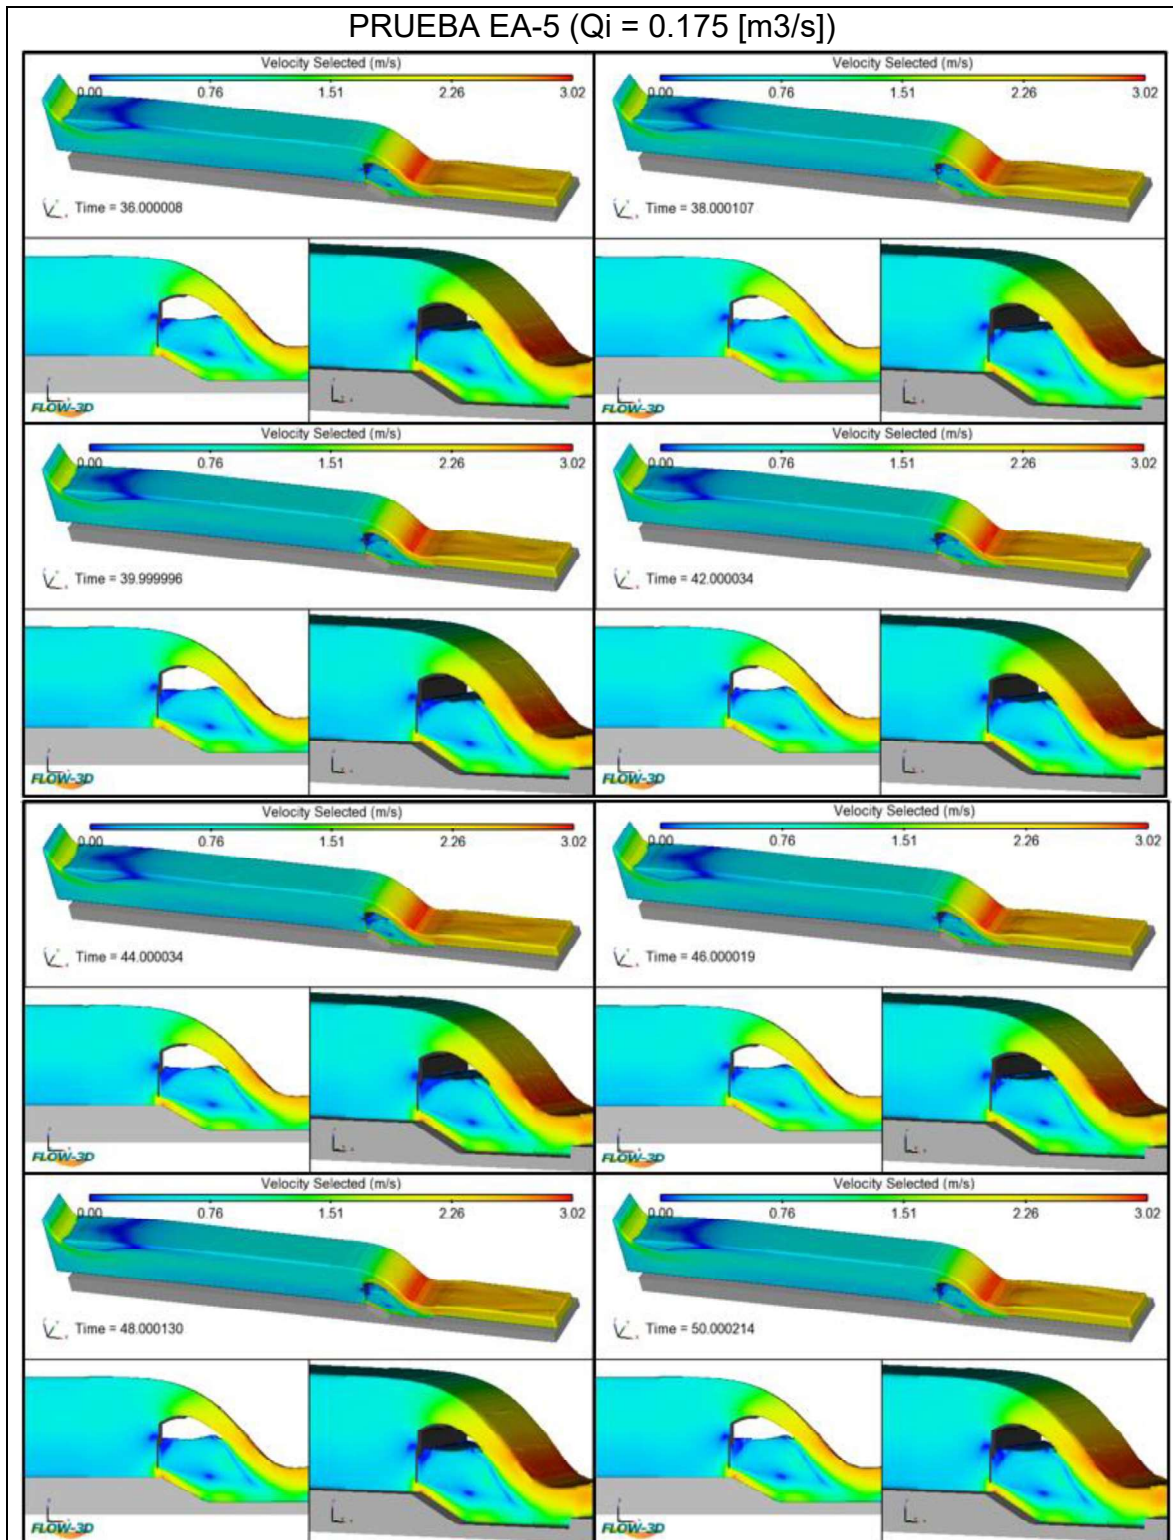 PRUEBA EA-5 (Qi = 0.175 [m3/s])
Velocity Selected (m/s)
0.00 0.76 1.51 2.26 3.02
Time = 36.000008
FLOW-3D
Velocity Selected (m/s)
0.00 0.76 1.51 2.26 3.02
Time = 38.000107
FLOW-3D
Velocity Selected (m/s)
0.00 0.76 1.51 2.26 3.02
Time = 39.999996
FLOW-3D
Velocity Selected (m/s)
0.00 0.76 1.51 2.26 3.02
Time = 42.000034
FLOW-3D
Velocity Selected (m/s)
0.00 0.76 1.51 2.26 3.02
Time = 44.000034
FLOW-3D
Velocity Selected (m/s)
0.00 0.76 1.51 2.26 3.02
Time = 46.000019
FLOW-3D
Velocity Selected (m/s)
0.00 0.76 1.51 2.26 3.02
Time = 48.000130
FLOW-3D
Velocity Selected (m/s)
0.00 0.76 1.51 2.26 3.02
Time = 50.000214
FLOW-3D